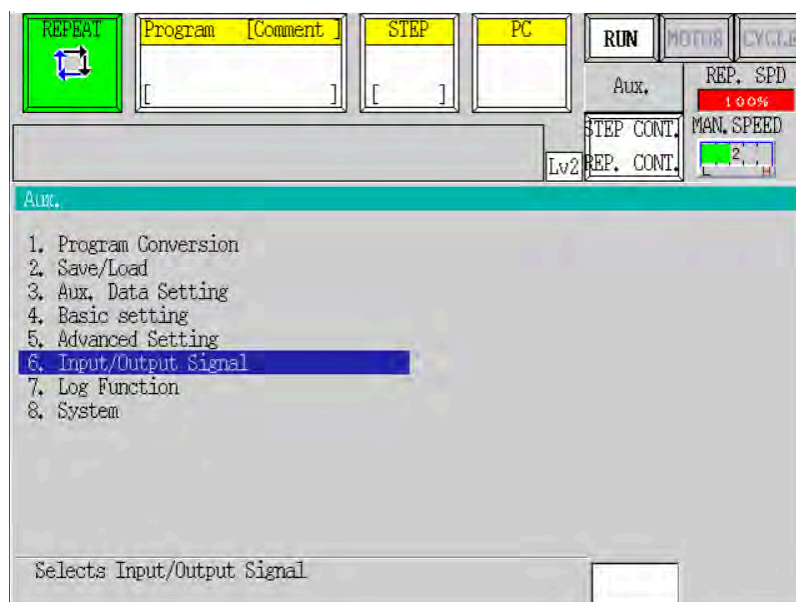 REPEAT
Program [Comment ]
[ ]
STEP
[ ]
PC
RUN
MOTOR
CYCLE
Aux.
REP. SPD
100%
STEP CONT.
REP. CONT.
MAN.SPEED
2
L H
Lv2
Aux.
1. Program Conversion
2. Save/Load
3. Aux. Data Setting
4. Basic setting
5. Advanced Setting
6. Input/Output Signal
7. Log Function
8. System
Selects Input/Output Signal